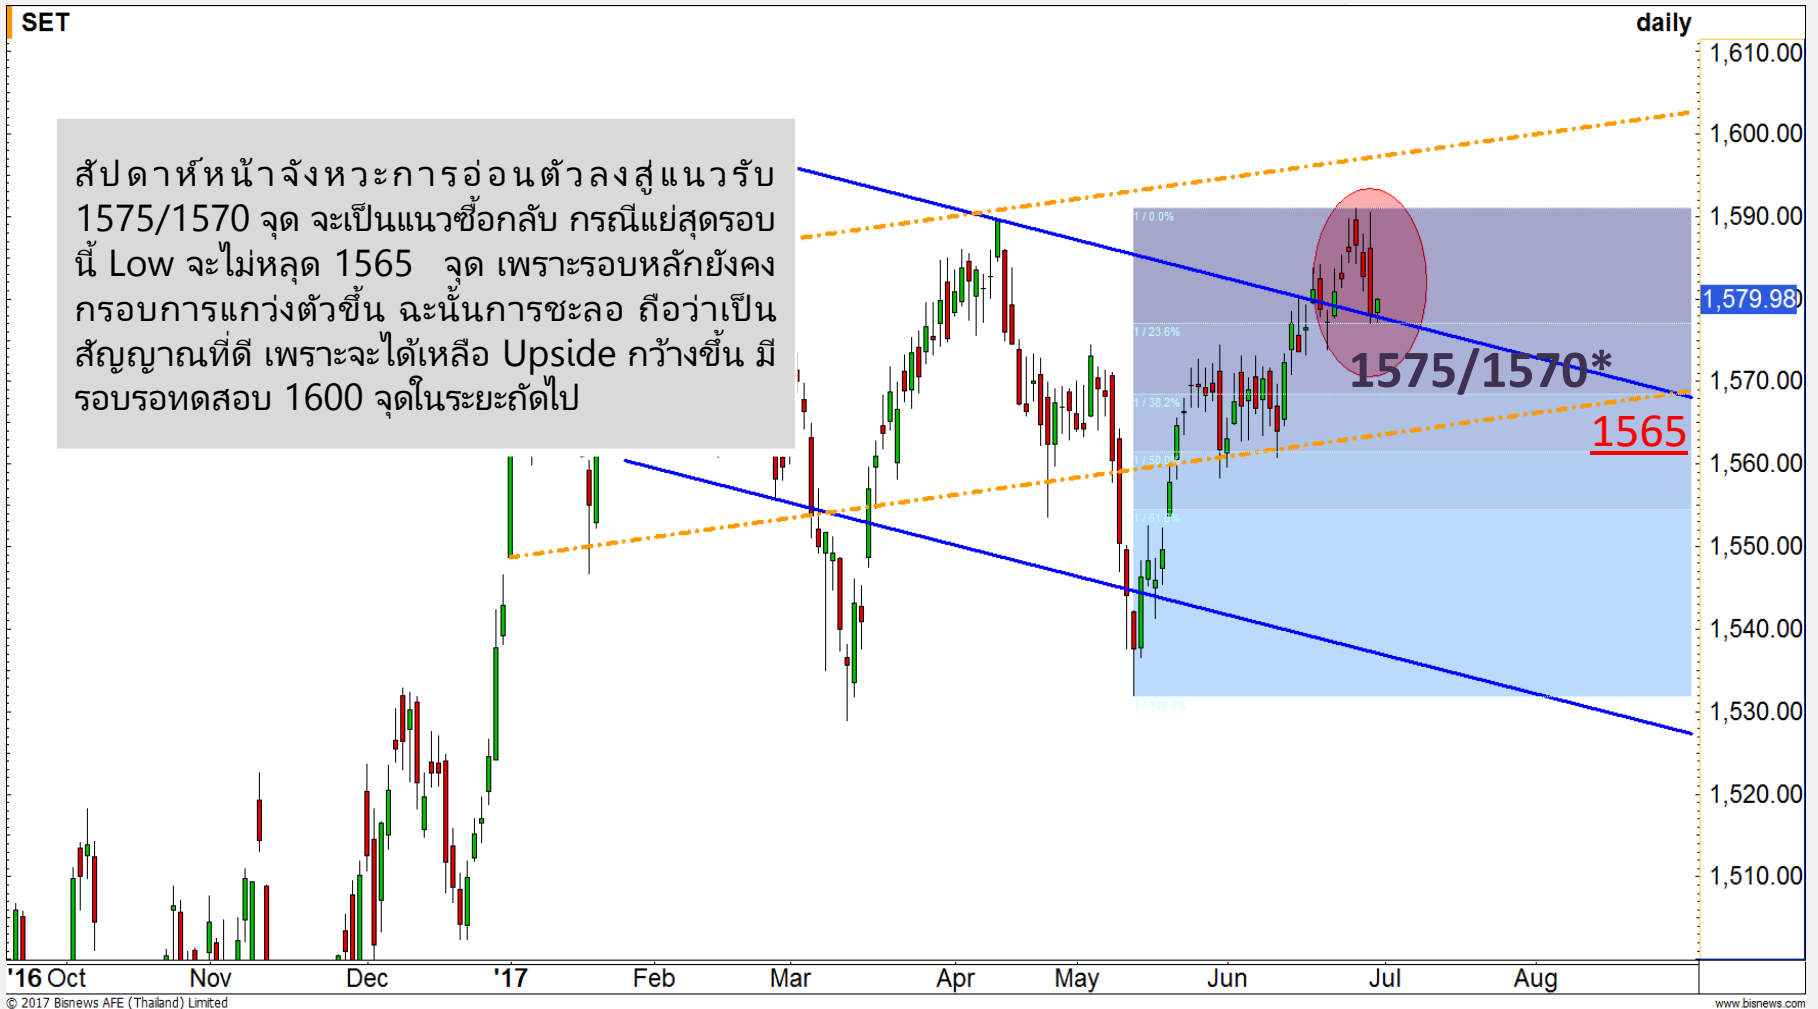 SET
daily
สัปดาห์หน้าจังหวะการอ่อนตัวลงสู่แนวรับ
1575/1570 จุด จะเป็นแนวซื้อกลับ กรณีแย่สุดรอบ
นี้ Low จะไม่หลุด 1565 จุด เพราะรอบหลักยังคง
กรอบการแกว่งตัวขึ้น ฉะนั้นการชะลอ ถือว่าเป็น
สัญญาณที่ดี เพราะจะได้เหลือ Upside กว้างขึ้น มี
รอบรอทดสอบ 1600 จุดในระยะถัดไป
1,610.00
1,600.00
1,590.00
1,579.98
1,570.00
1,560.00
1,550.00
1,540.00
1,530.00
1,520.00
1,510.00
1 / 0.0%
1 / 23.6%
1 / 38.2%
1 / 50.0%
1 / 61.8%
1 / 100.0%
1575/1570*
1565
'16 Oct Nov Dec '17 Feb Mar Apr May Jun Jul Aug
© 2017 Bisnews AFE (Thailand) Limited
www.bisnews.com